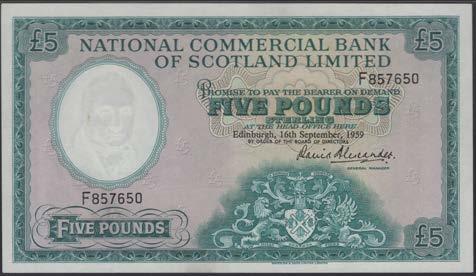 £5 £5
NATIONAL COMMERCIAL BANK
OF SCOTLAND LIMITED
F857650
PROMISE TO PAY THE BEARER ON DEMAND
FIVE POUNDS
STERLING
AT THE HEAD OFFICE HERE
Edinburgh, 16th September, 1959
BY ORDER OF THE BOARD OF DIRECTORS
David Alexander.
GENERAL MANAGER
F857650
FIVE POUNDS
£5